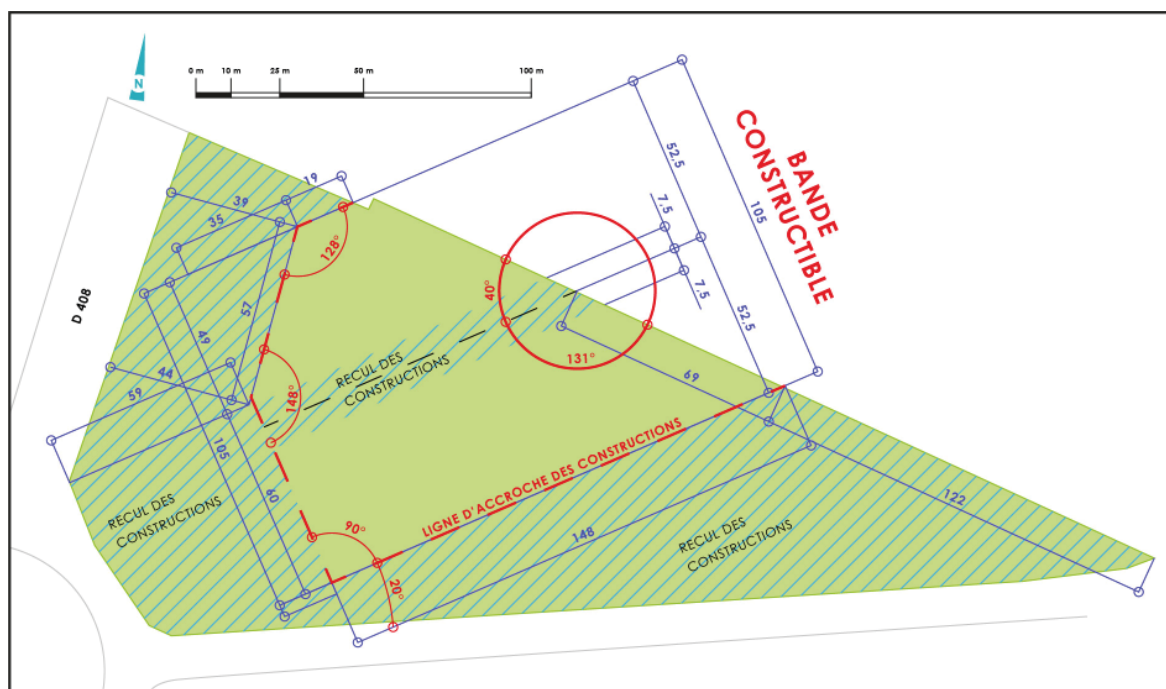 0 m 10 m 25 m 50 m 100 m
N
BANDE
CONSTRUCTIBLE
52,5
105
19
39
35
7,5
128°
D 408
40°
7,5
57
49
52,5
131°
RECUL DES
CONSTRUCTIONS
44
59
148°
69
LIGNE D'ACCROCHE DES CONSTRUCTIONS
105
60
RECUL DES
CONSTRUCTIONS
122
90°
148
RECUL DES
CONSTRUCTIONS
20°